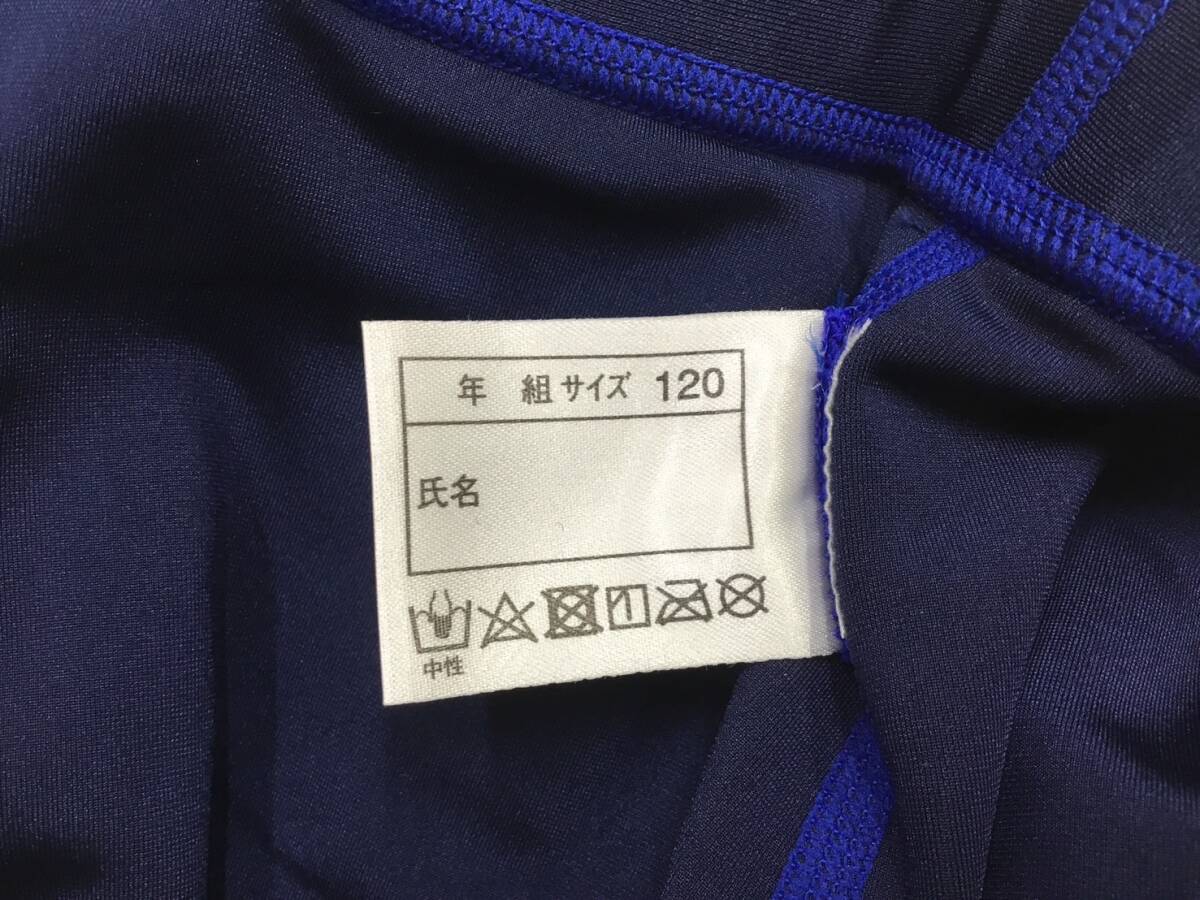 年 組 サイズ 120
氏名
中性